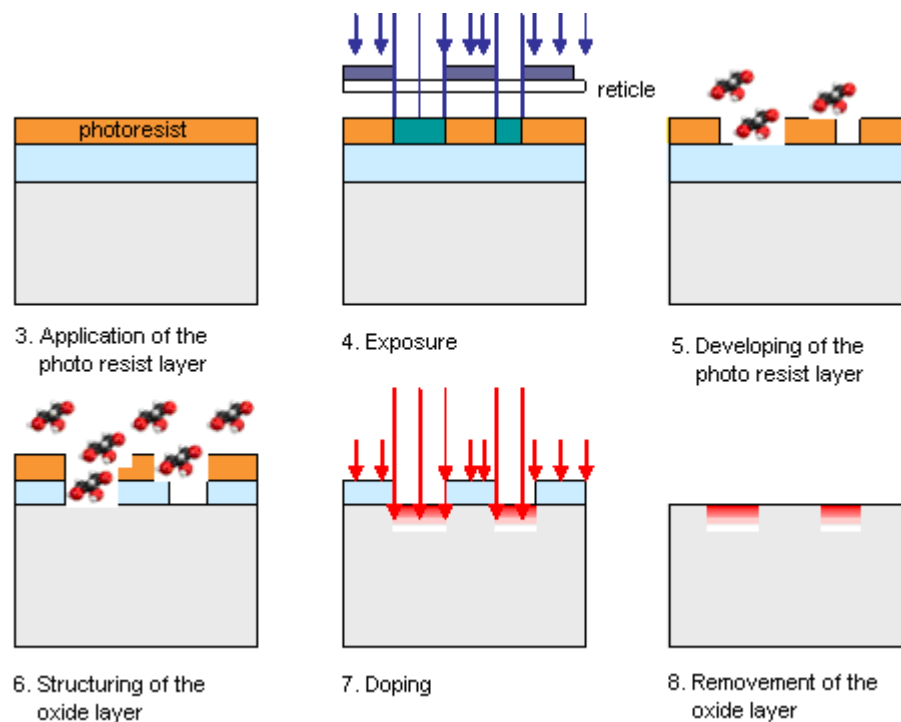 reticle
photoresist
3. Application of the
photo resist layer
4. Exposure
5. Developing of the
photo resist layer
6. Structuring of the
oxide layer
7. Doping
8. Removement of the
oxide layer